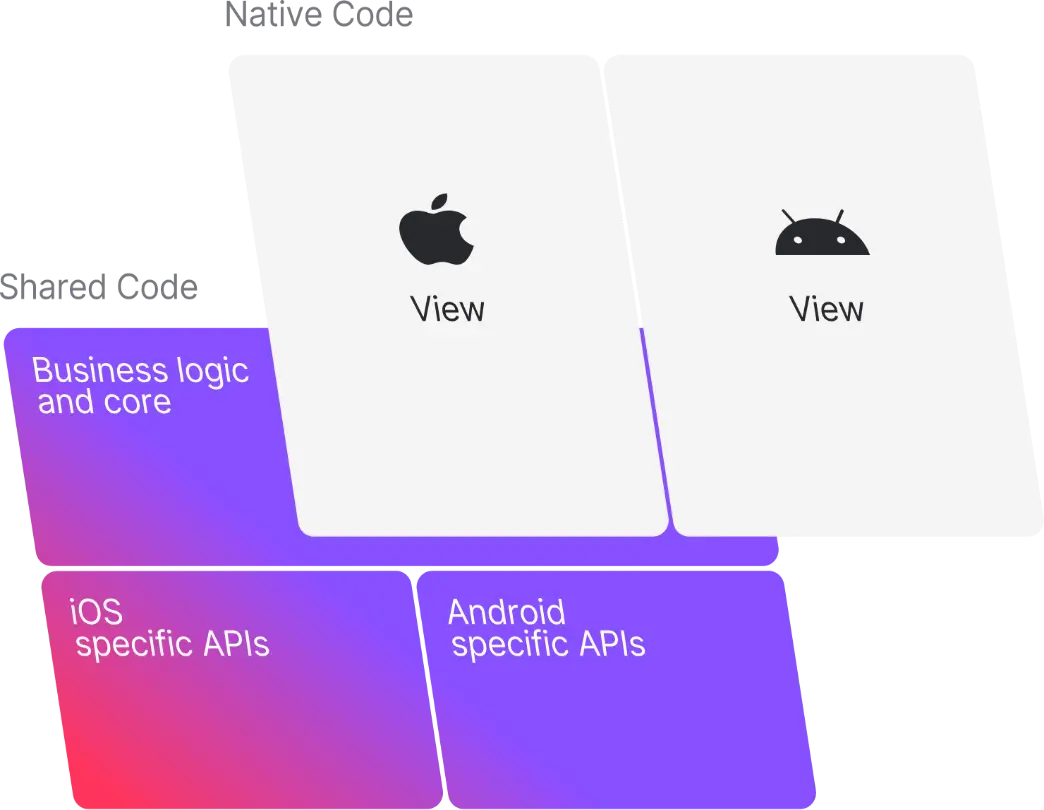 Native Code
View
View
Shared Code
Business logic
and core
iOS
specific APIs
Android
specific APIs